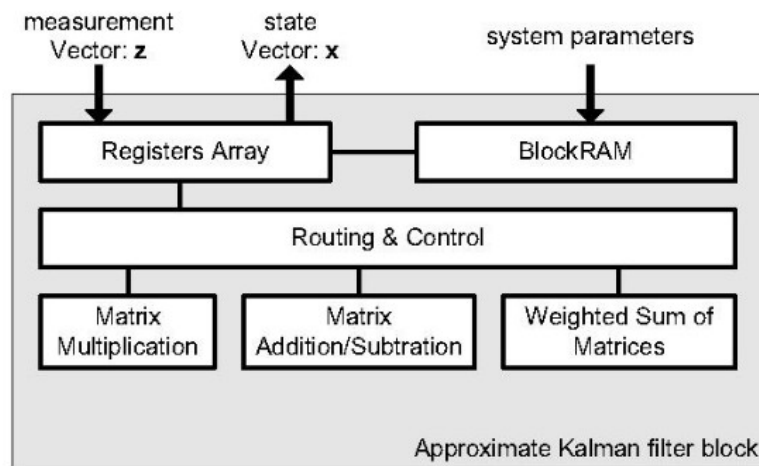 measurement
Vector: z
state
Vector: x
system parameters
Registers Array
BlockRAM
Routing & Control
Matrix
Multiplication
Matrix
Addition/Subtration
Weighted Sum of
Matrices
Approximate Kalman filter block